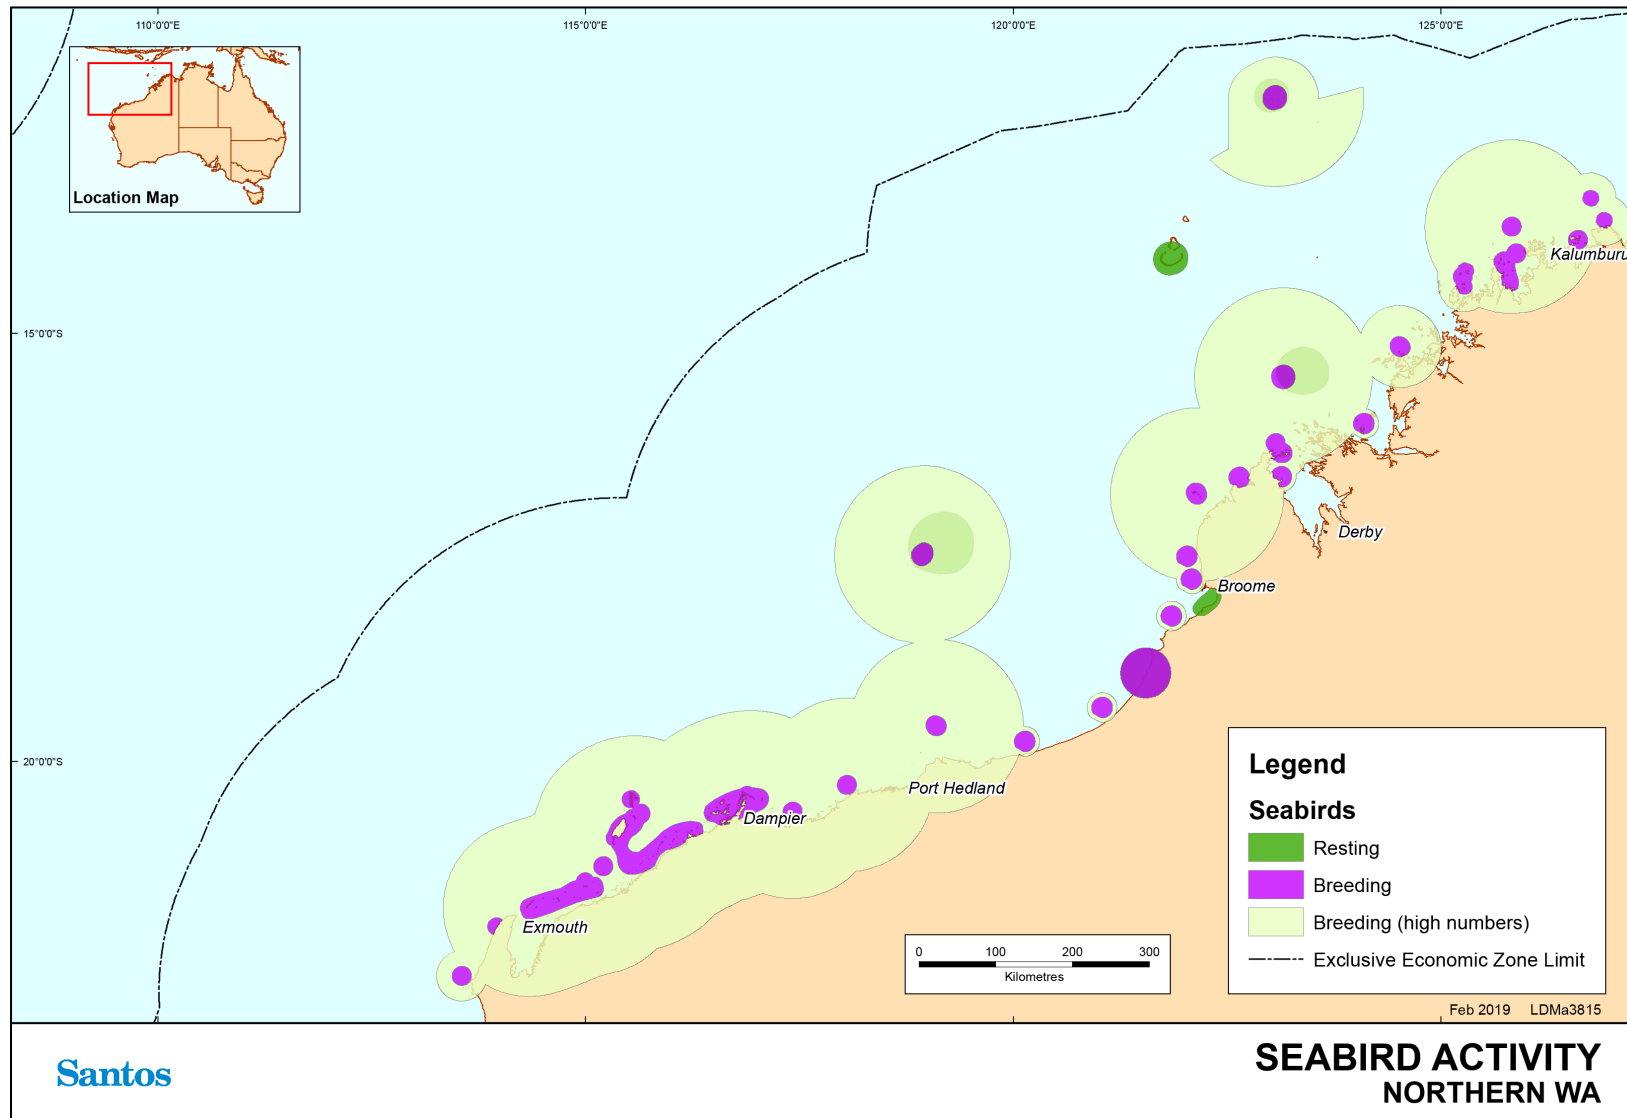 110°0'0"E
115°0'0"E
120°0'0"E
125°0'0"E
Location Map
Kalumburu
15°0'0"S
Derby
Broome
20°0'0"S
Port Hedland
Dampier
Exmouth
Legend
Seabirds
Resting
Breeding
Breeding (high numbers)
Exclusive Economic Zone Limit
0 100 200 300
Kilometres
Feb 2019 LDMa3815
Santos
SEABIRD ACTIVITY
NORTHERN WA